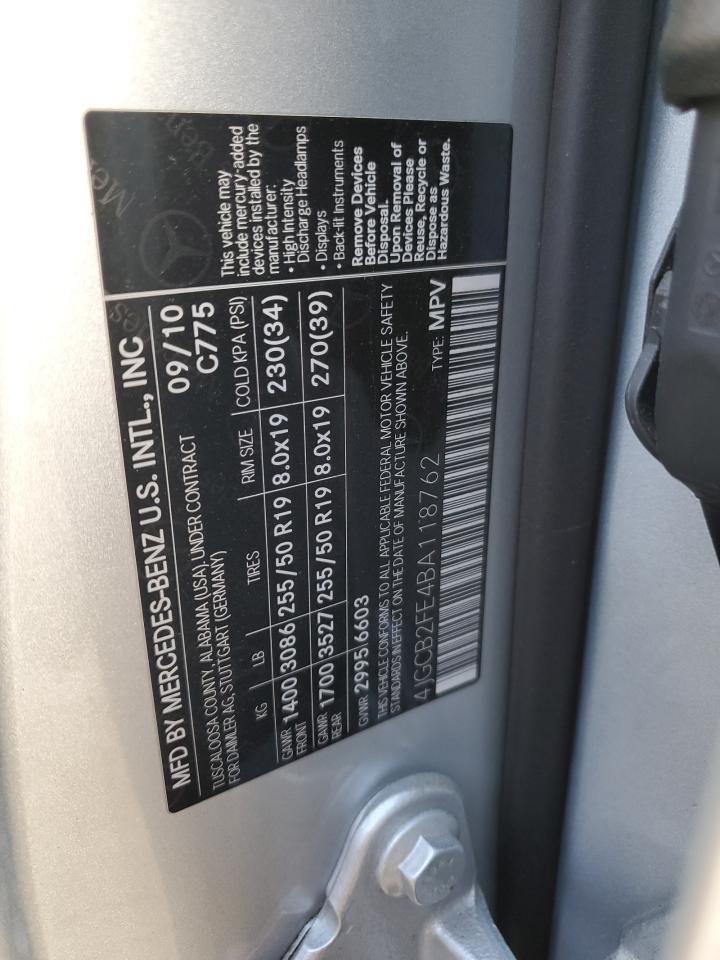 MFD BY MERCEDES-BENZ U.S. INTL., INC
TUSCALOOSA COUNTY, ALABAMA (USA). UNDER CONTRACT
FOR DAIMLER AG, STUTTGART (GERMANY)
09/10
C775
KG LB TIRES RIM SIZE COLD KPA (PSI)
GAWR FRONT 1400 3086 255/50 R19 8.0x19 230(34)
GAWR REAR 1700 3527 255/50 R19 8.0x19 270(39)
GVWR 2995 6603
THIS VEHICLE CONFORMS TO ALL APPLICABLE FEDERAL MOTOR VEHICLE SAFETY
STANDARDS IN EFFECT ON THE DATE OF MANUFACTURE SHOWN ABOVE.
4JGCB2FE4BA118762 TYPE: MPV
This vehicle may
include mercury-added
devices installed by the
manufacturer:
• High Intensity
Discharge Headlamps
• Displays
• Back-lit Instruments
Remove Devices
Before Vehicle
Disposal.
Upon Removal of
Devices Please
Reuse, Recycle or
Dispose as
Hazardous Waste.